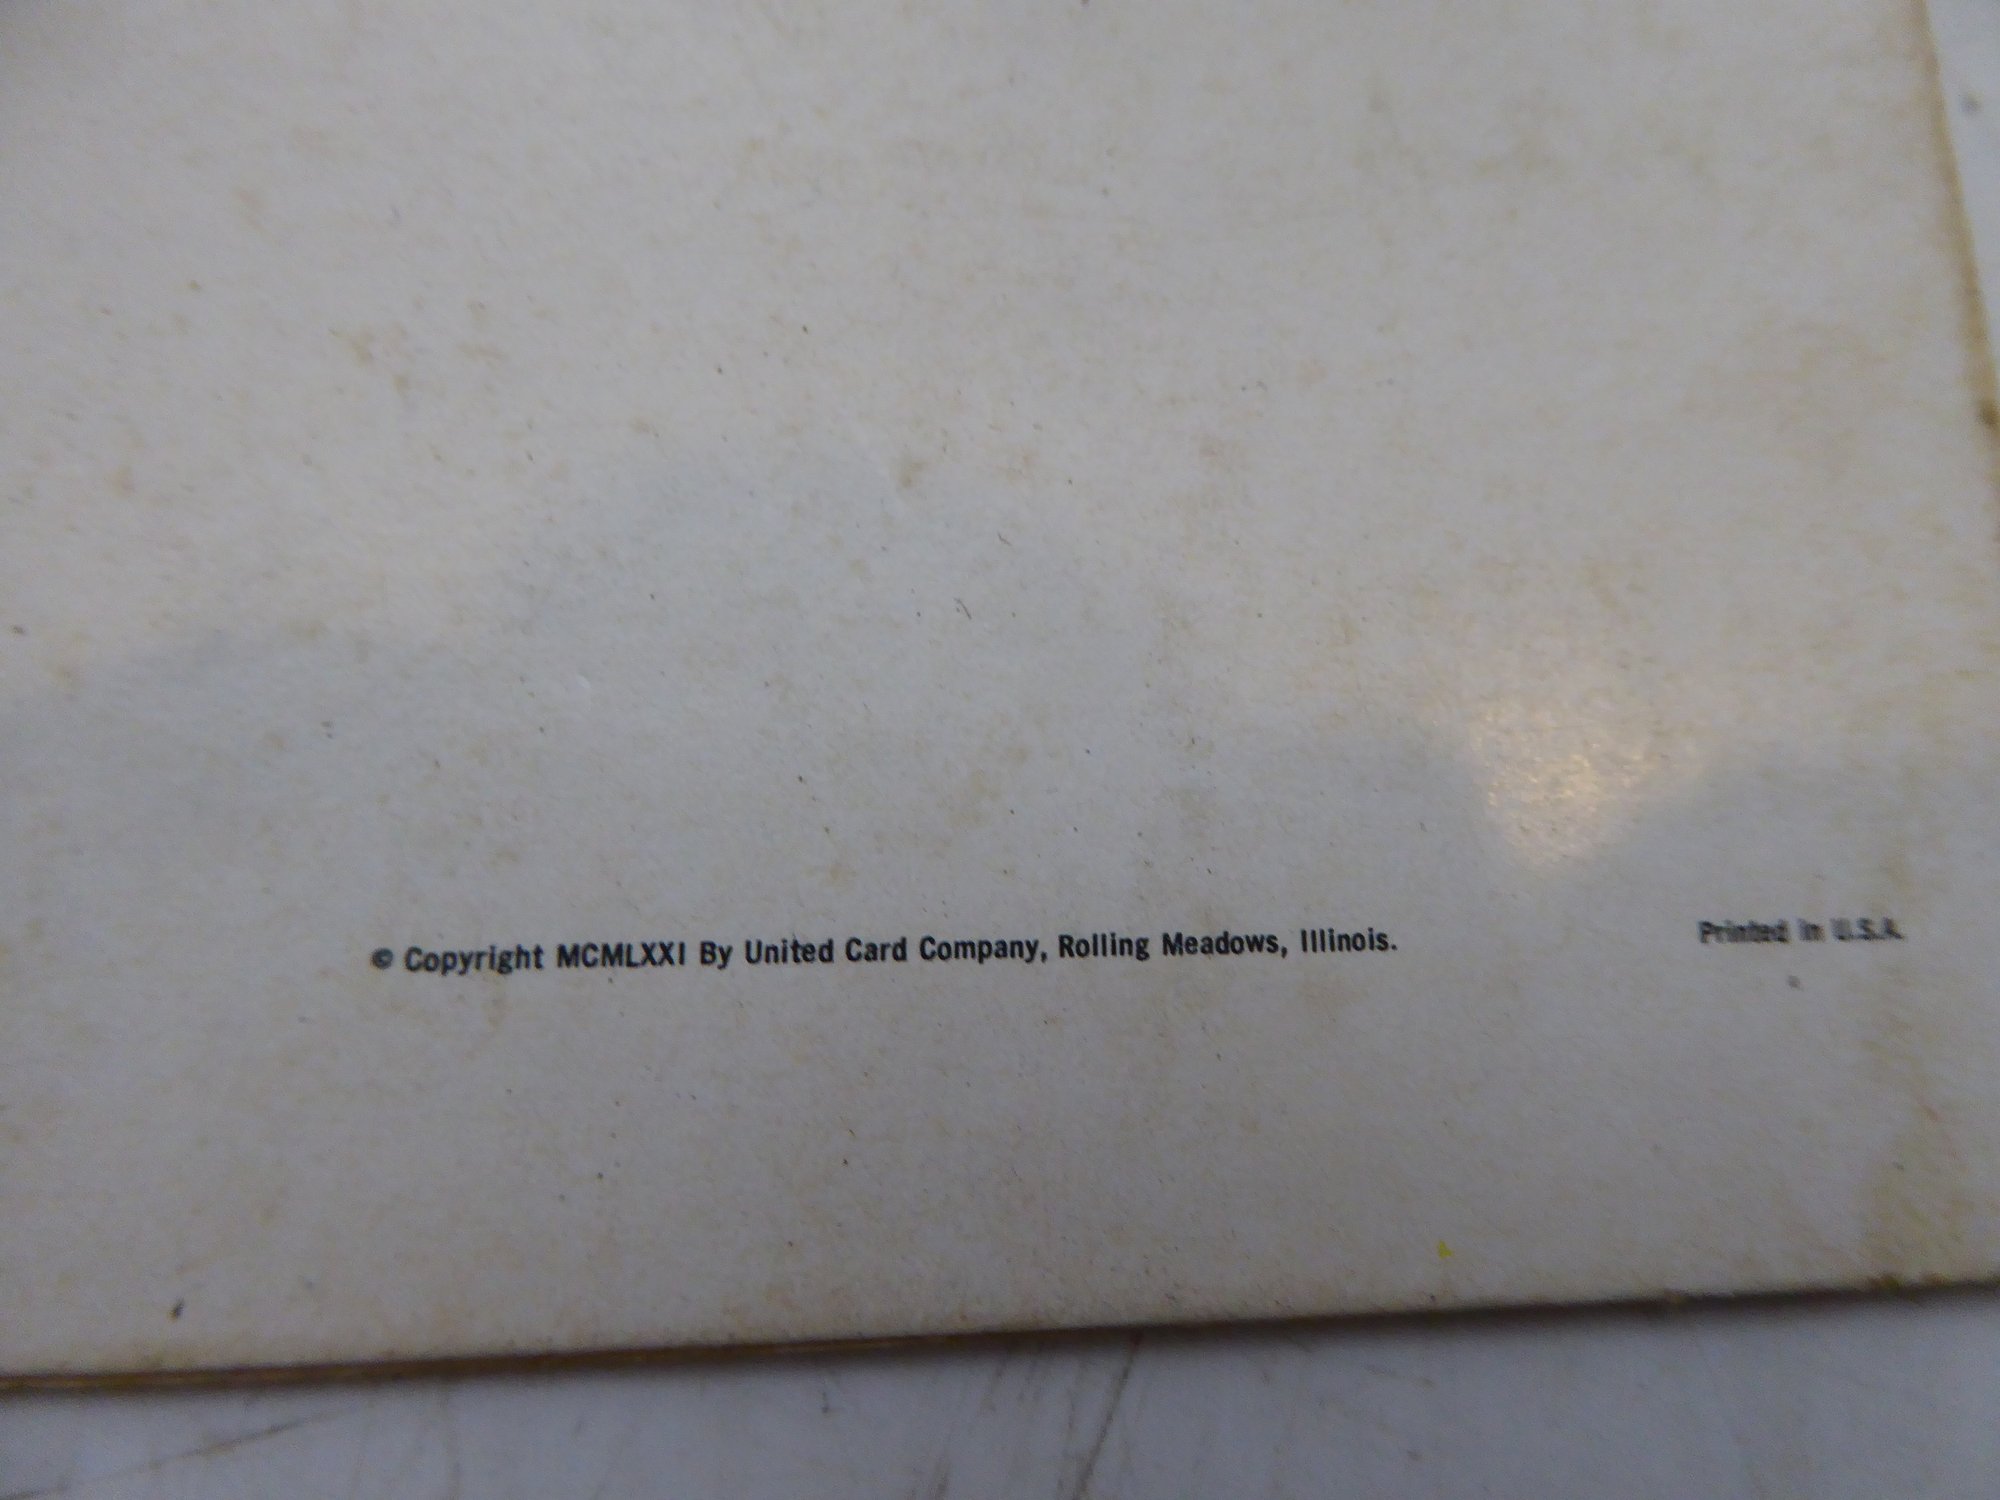 © Copyright MCMLXXI By United Card Company, Rolling Meadows, Illinois. Printed in U.S.A.